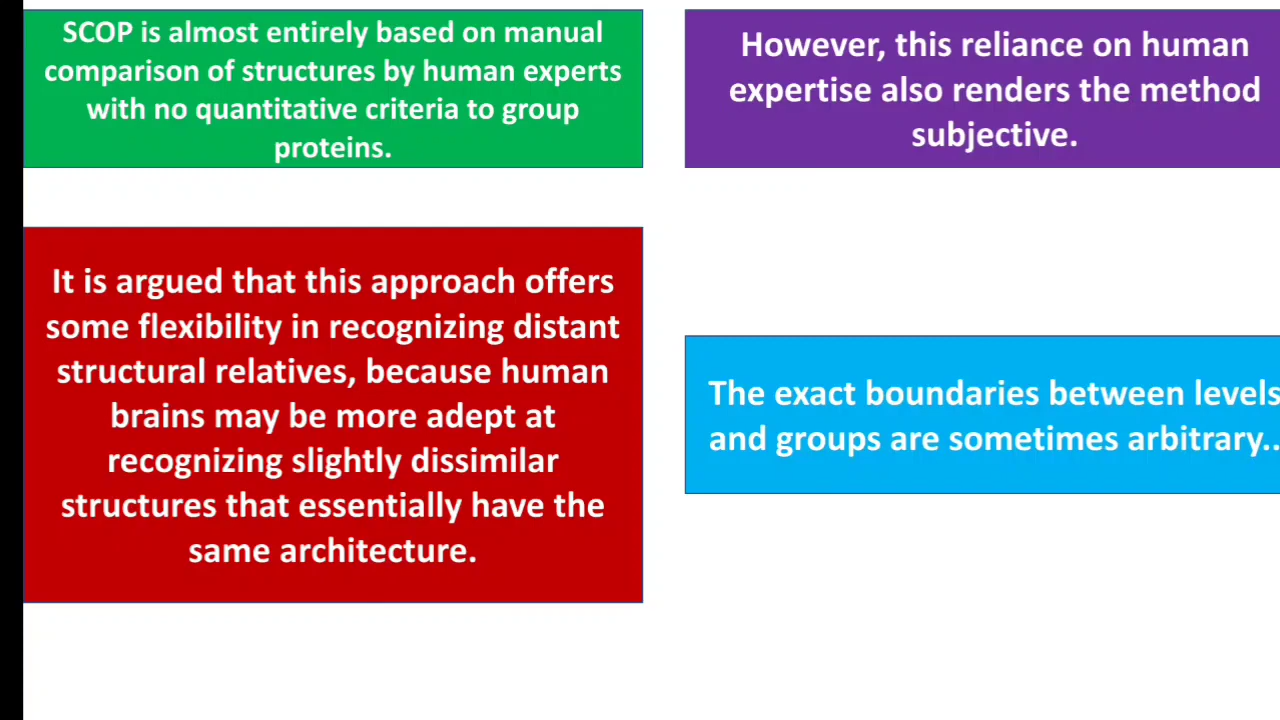 SCOP is almost entirely based on manual
comparison of structures by human experts
with no quantitative criteria to group
proteins.
However, this reliance on human
expertise also renders the method
subjective.
It is argued that this approach offers
some flexibility in recognizing distant
structural relatives, because human
brains may be more adept at
recognizing slightly dissimilar
structures that essentially have the
same architecture.
The exact boundaries between levels
and groups are sometimes arbitrary..